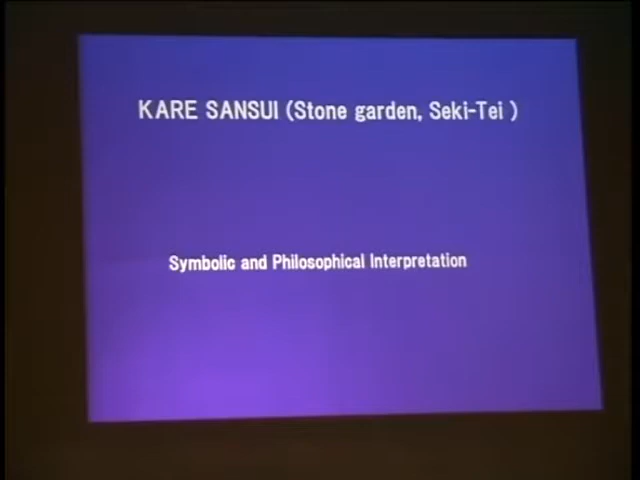 KARE SANSUI (Stone garden, Seki-Tei )
Symbolic and Philosophical Interpretation